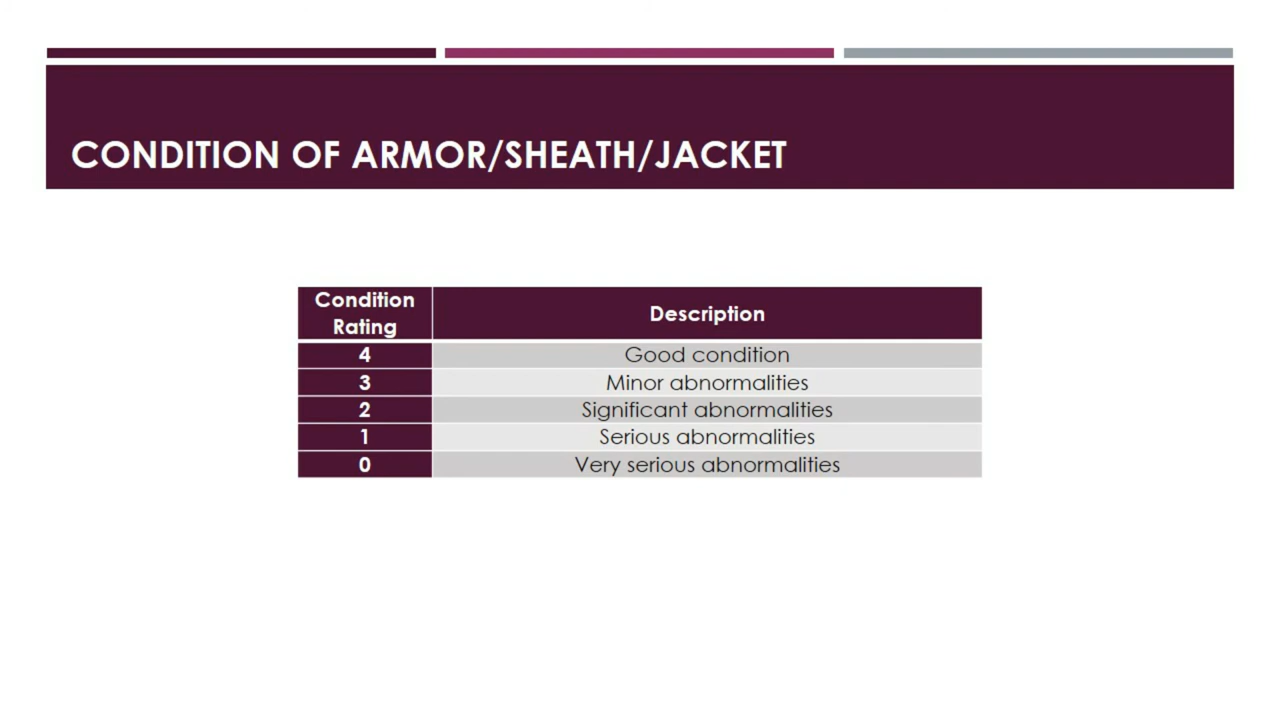 CONDITION OF ARMOR/SHEATH/JACKET
Condition Rating Description
4 Good condition
3 Minor abnormalities
2 Significant abnormalities
1 Serious abnormalities
0 Very serious abnormalities